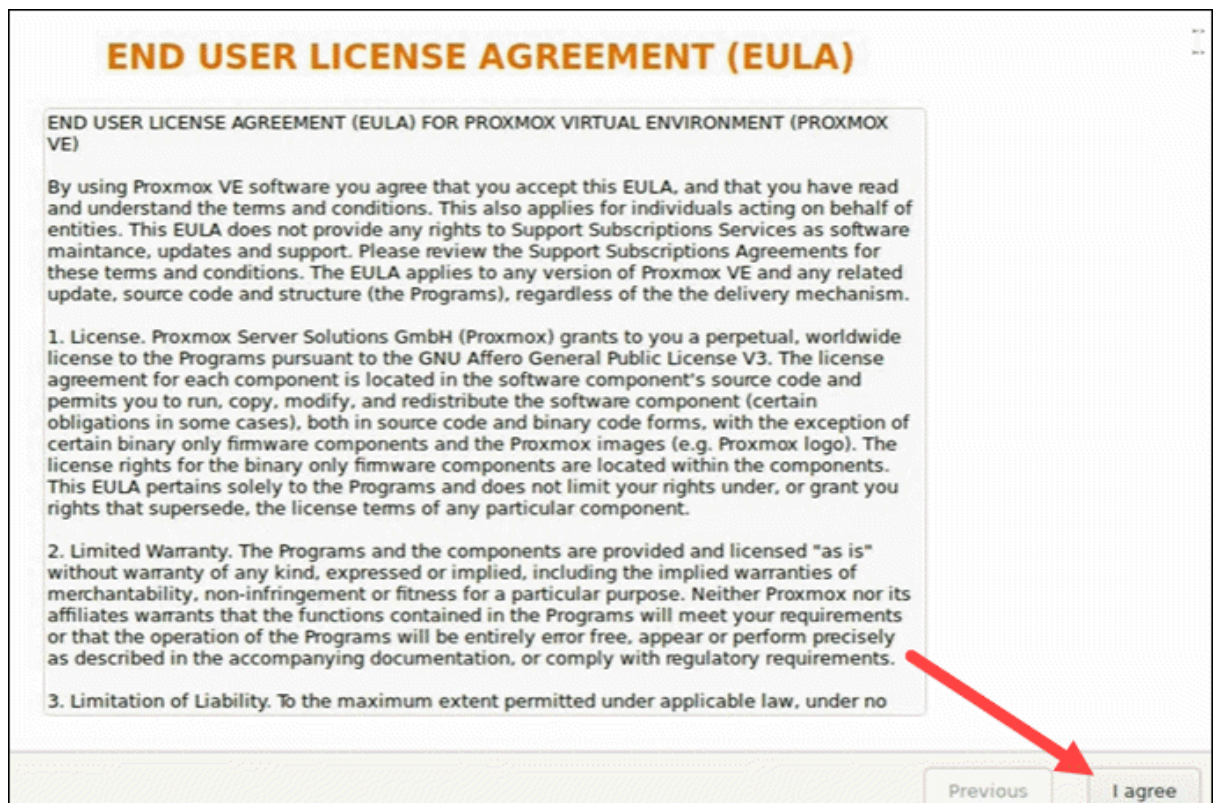 END USER LICENSE AGREEMENT (EULA)
END USER LICENSE AGREEMENT (EULA) FOR PROXMOX VIRTUAL ENVIRONMENT (PROXMOX
VE)
By using Proxmox VE software you agree that you accept this EULA, and that you have read
and understand the terms and conditions. This also applies for individuals acting on behalf of
entities. This EULA does not provide any rights to Support Subscriptions Services as software
maintance, updates and support. Please review the Support Subscriptions Agreements for
these terms and conditions. The EULA applies to any version of Proxmox VE and any related
update, source code and structure (the Programs), regardless of the the delivery mechanism.
1. License. Proxmox Server Solutions GmbH (Proxmox) grants to you a perpetual, worldwide
license to the Programs pursuant to the GNU Affero General Public License V3. The license
agreement for each component is located in the software component's source code and
permits you to run, copy, modify, and redistribute the software component (certain
obligations in some cases), both in source code and binary code forms, with the exception of
certain binary only firmware components and the Proxmox images (e.g. Proxmox logo). The
license rights for the binary only firmware components are located within the components.
This EULA pertains solely to the Programs and does not limit your rights under, or grant you
rights that supersede, the license terms of any particular component.
2. Limited Warranty. The Programs and the components are provided and licensed "as is"
without warranty of any kind, expressed or implied, including the implied warranties of
merchantability, non-infringement or fitness for a particular purpose. Neither Proxmox nor its
affiliates warrants that the functions contained in the Programs will meet your requirements
or that the operation of the Programs will be entirely error free, appear or perform precisely
as described in the accompanying documentation, or comply with regulatory requirements.
3. Limitation of Liability. To the maximum extent permitted under applicable law, under no
Previous
I agree